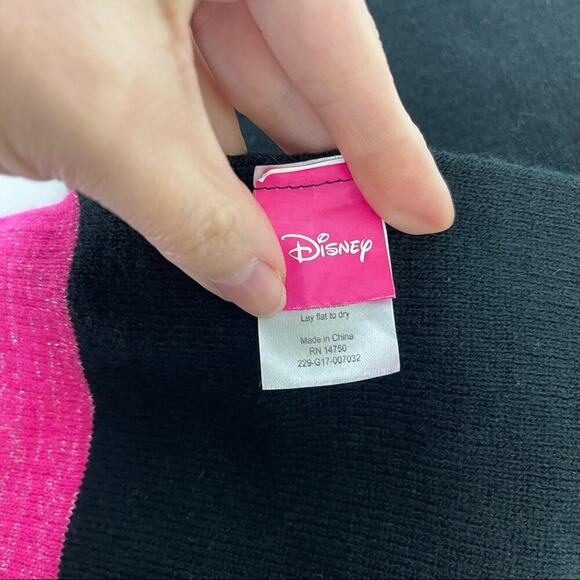 Disney
Lay flat to dry
Made in China
RN 14750
229-G17-007032